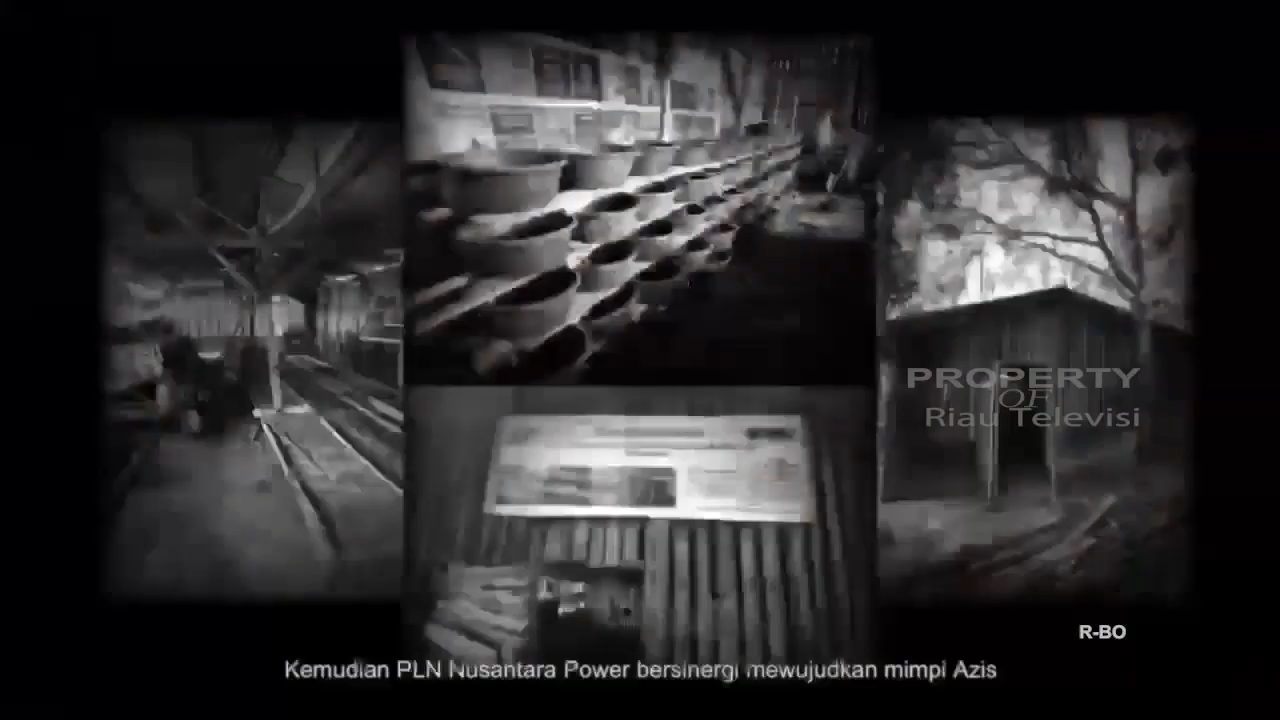 PROPERTY
OF
Riau Televisi
R-BO
Kemudian PLN Nusantara Power bersinergi mewujudkan mimpi Azis